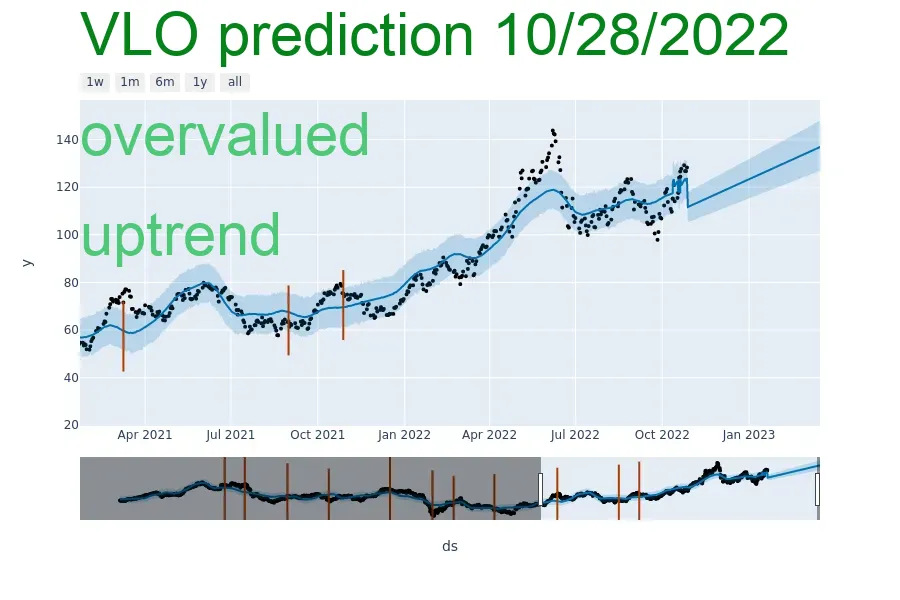 VLO prediction 10/28/2022
1w 1m 6m 1y all
overvalued
uptrend
140
120
100
80
60
40
20
y
Apr 2021 Jul 2021 Oct 2021 Jan 2022 Apr 2022 Jul 2022 Oct 2022 Jan 2023
ds